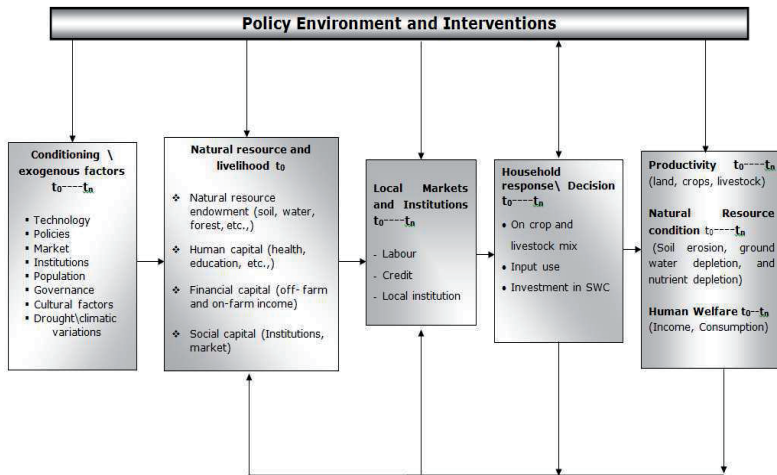 Policy Environment and Interventions
Conditioning \
exogenous factors
t₀----tₙ
▪ Technology
▪ Policies
▪ Market
▪ Institutions
▪ Population
▪ Governance
▪ Cultural factors
▪ Drought\climatic
variations
Natural resource and
livelihood t₀
❖ Natural resource
endowment (soil, water,
forest, etc.,)
❖ Human capital (health,
education, etc.,)
❖ Financial capital (off- farm
and on-farm income)
❖ Social capital (Institutions,
market)
Local Markets
and Institutions
t₀----tₙ
- Labour
- Credit
- Local institution
Household
response\ Decision
t₀----tₙ
• On crop and
livestock mix
• Input use
• Investment in SWC
Productivity t₀----tₙ
(land, crops, livestock)
Natural Resource
condition t₀----tₙ
(Soil erosion, ground
water depletion, and
nutrient depletion)
Human Welfare t₀--tₙ
(Income, Consumption)